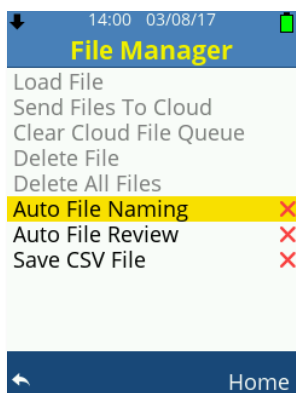 14:00 03/08/17
File Manager
Load File
Send Files To Cloud
Clear Cloud File Queue
Delete File
Delete All Files
Auto File Naming
Auto File Review
Save CSV File
Home